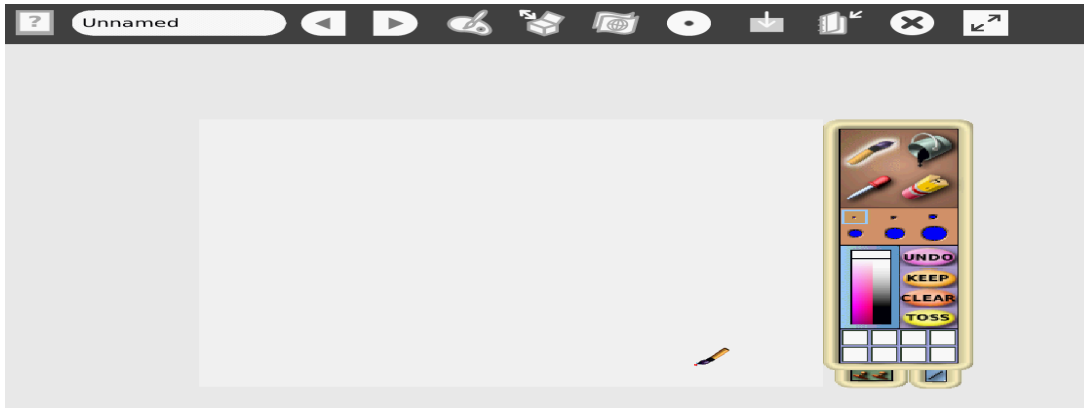 ?
Unnamed
UNDO
KEEP
CLEAR
TOSS